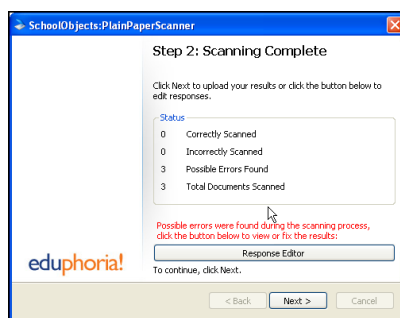 SchoolObjects:PlainPaperScanner
Step 2: Scanning Complete
Click Next to upload your results or click the button below to
edit responses.
Status
0 Correctly Scanned
0 Incorrectly Scanned
3 Possible Errors Found
3 Total Documents Scanned
Possible errors were found during the scanning process,
click the button below to view or fix the results:
Response Editor
eduphoria!
To continue, click Next.
< Back Next > Cancel